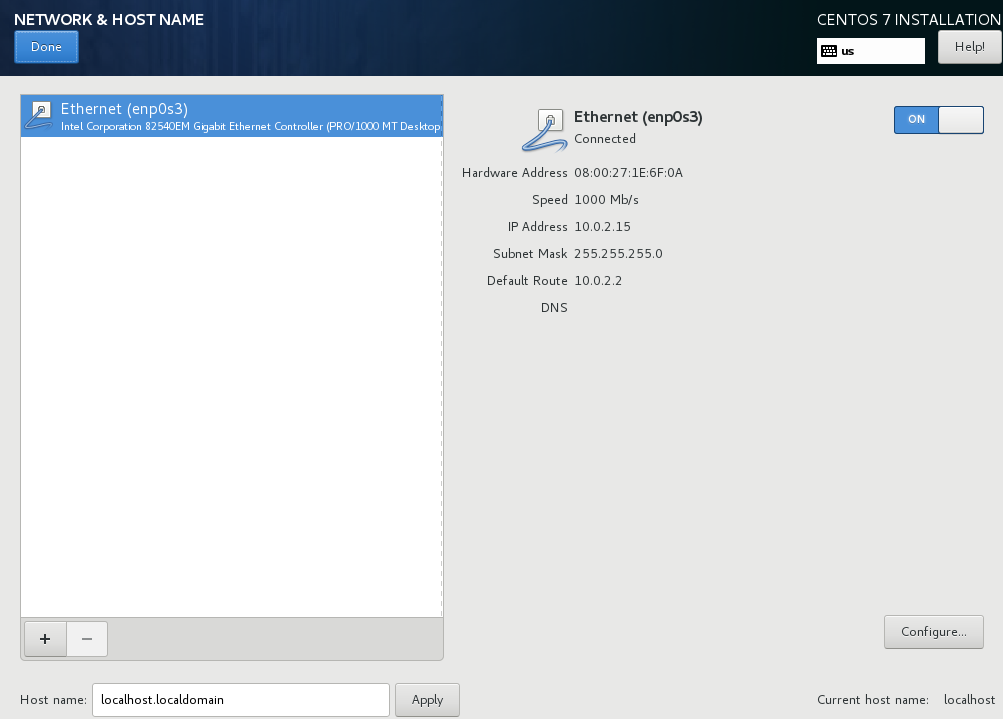 NETWORK & HOST NAME
CENTOS 7 INSTALLATION
Done
us
Help!
Ethernet (enp0s3)
Intel Corporation 82540EM Gigabit Ethernet Controller (PRO/1000 MT Desktop
Ethernet (enp0s3)
Connected
ON
Hardware Address 08:00:27:1E:6F:0A
Speed 1000 Mb/s
IP Address 10.0.2.15
Subnet Mask 255.255.255.0
Default Route 10.0.2.2
DNS
+ −
Configure...
Host name: localhost.localdomain Apply
Current host name: localhost